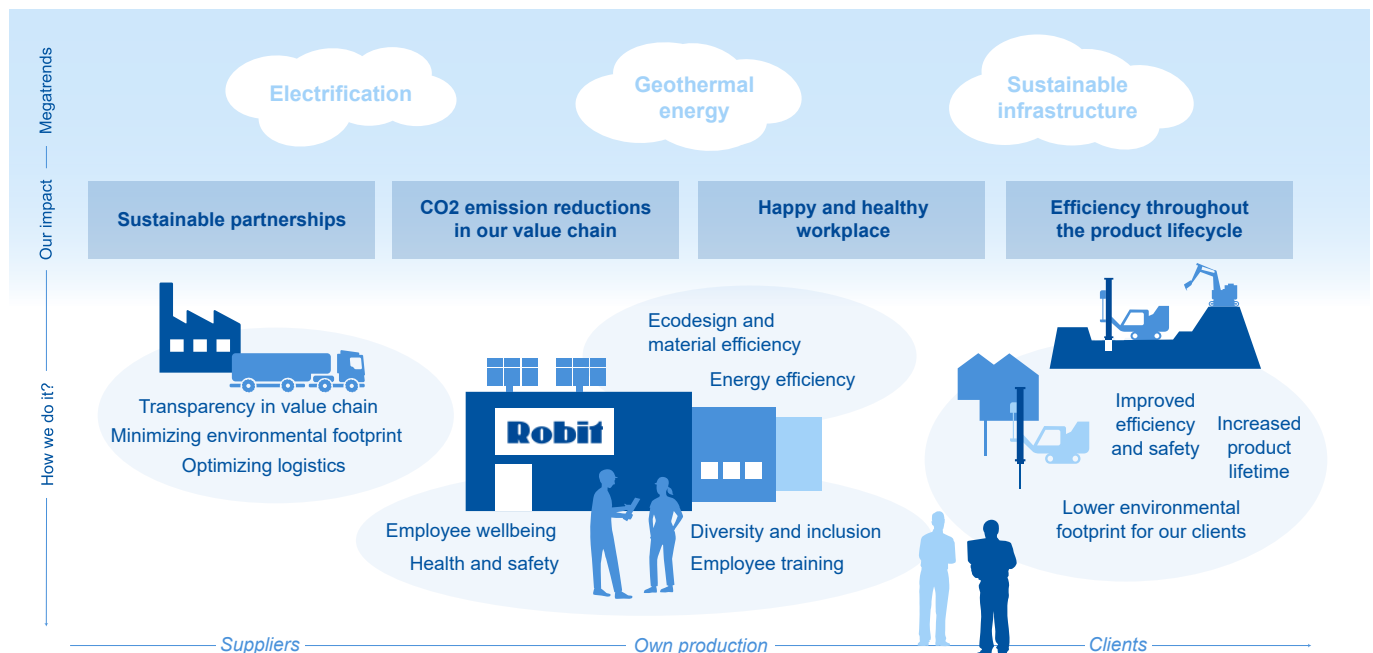 Megatrends
Electrification
Geothermal
energy
Sustainable
infrastructure
Our impact
Sustainable partnerships
CO2 emission reductions
in our value chain
Happy and healthy
workplace
Efficiency throughout
the product lifecycle
How we do it?
Transparency in value chain
Minimizing environmental footprint
Optimizing logistics
Ecodesign and
material efficiency
Energy efficiency
Robit
Employee wellbeing
Health and safety
Diversity and inclusion
Employee training
Improved
efficiency
and safety
Increased
product
lifetime
Lower environmental
footprint for our clients
Suppliers
Own production
Clients